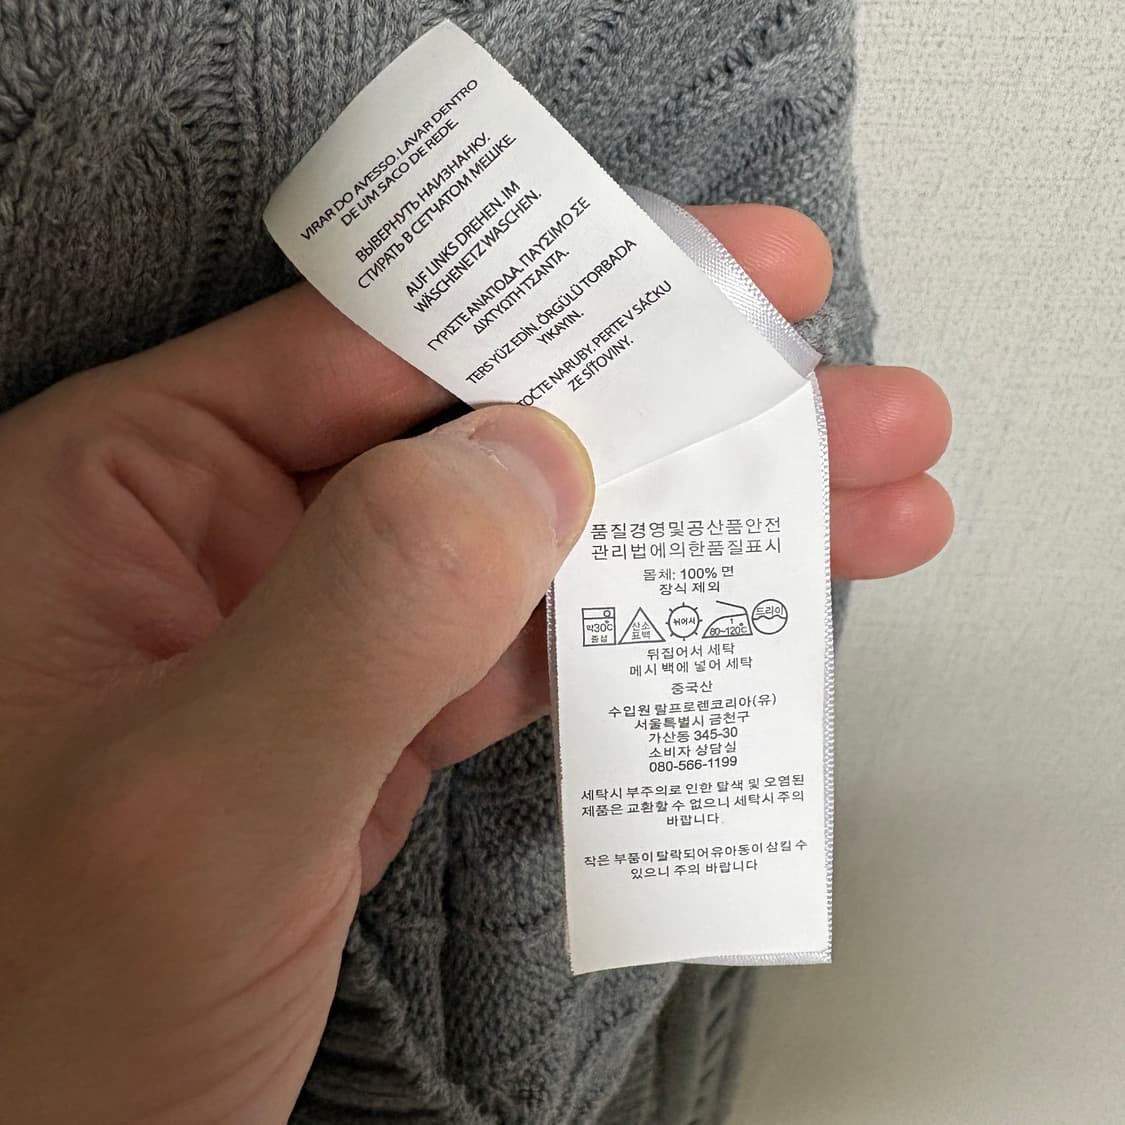 VIRAR DO AVESSO. LAVAR DENTRO
DE UM SACO DE REDE.
ВЫВЕРНУТЬ НАИЗНАНКУ.
СТИРАТЬ В СЕТЧАТОМ МЕШКЕ.
AUF LINKS DREHEN. IM
WÄSCHENETZ WASCHEN.
ΓΥΡΙΣΤΕ ΑΝΑΠΟΔΑ. ΠΛΥΣΙΜΟ ΣΕ
ΔΙΧΤΥΩΤΗ ΤΣΑΝΤΑ.
TERS YÜZ EDİN. ÖRGÜLÜ TORBADA
YIKAYIN.
NARUBY. PERTE V SÁČKU
ZE SÍŤOVINY.
품질경영및공산품안전
관리법에의한품질표시
몸체: 100% 면
장식 제외
약30℃
중성
산소
표백
뉘어서
1
80~120℃
드라이
뒤집어서 세탁
메시 백에 넣어 세탁
중국산
수입원 랄프로렌코리아(유)
서울특별시 금천구
가산동 345-30
소비자 상담실
080-566-1199
세탁시 부주의로 인한 탈색 및 오염된
제품은 교환할 수 없으니 세탁시 주의
바랍니다.
작은 부품이 탈락되어 유아동이 삼킬 수
있으니 주의 바랍니다